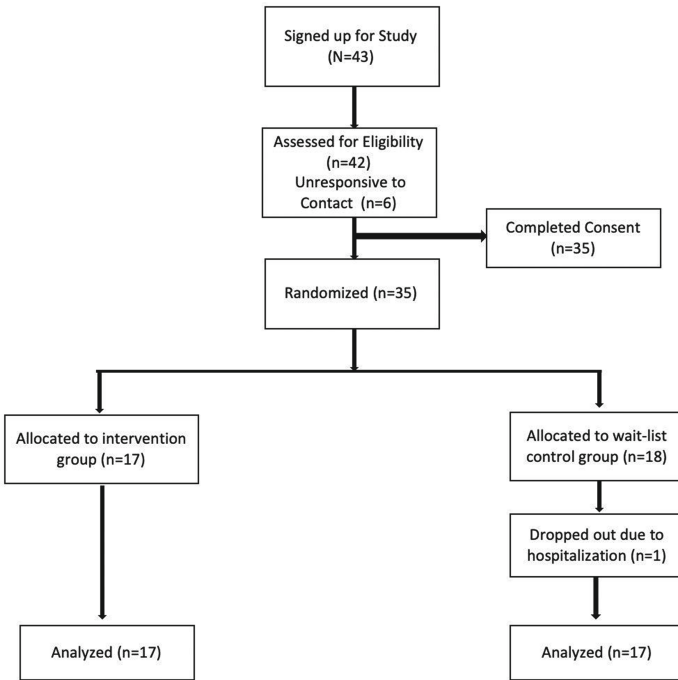 Signed up for Study
(N=43)
Assessed for Eligibility
(n=42)
Unresponsive to
Contact (n=6)
Completed Consent
(n=35)
Randomized (n=35)
Allocated to intervention
group (n=17)
Allocated to wait-list
control group (n=18)
Dropped out due to
hospitalization (n=1)
Analyzed (n=17)
Analyzed (n=17)